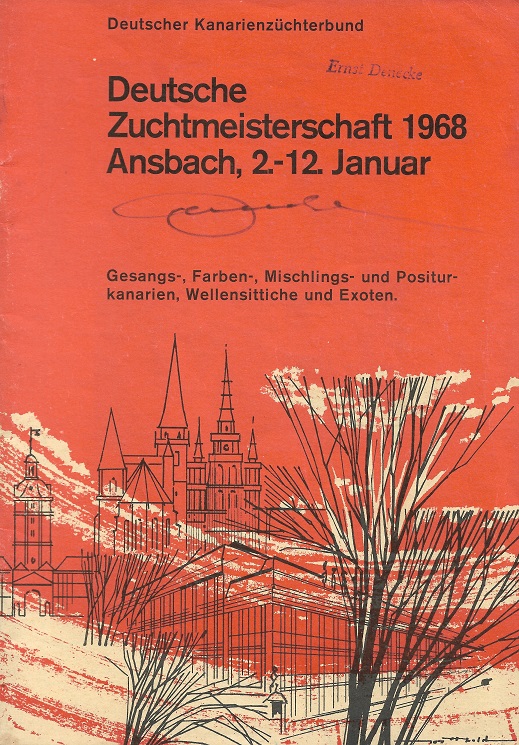 Deutscher Kanarienzüchterbund
Ernst Denecke
Deutsche
Zuchtmeisterschaft 1968
Ansbach, 2.-12. Januar
Gesangs-, Farben-, Mischlings- und Positur-
kanarien, Wellensittiche und Exoten.